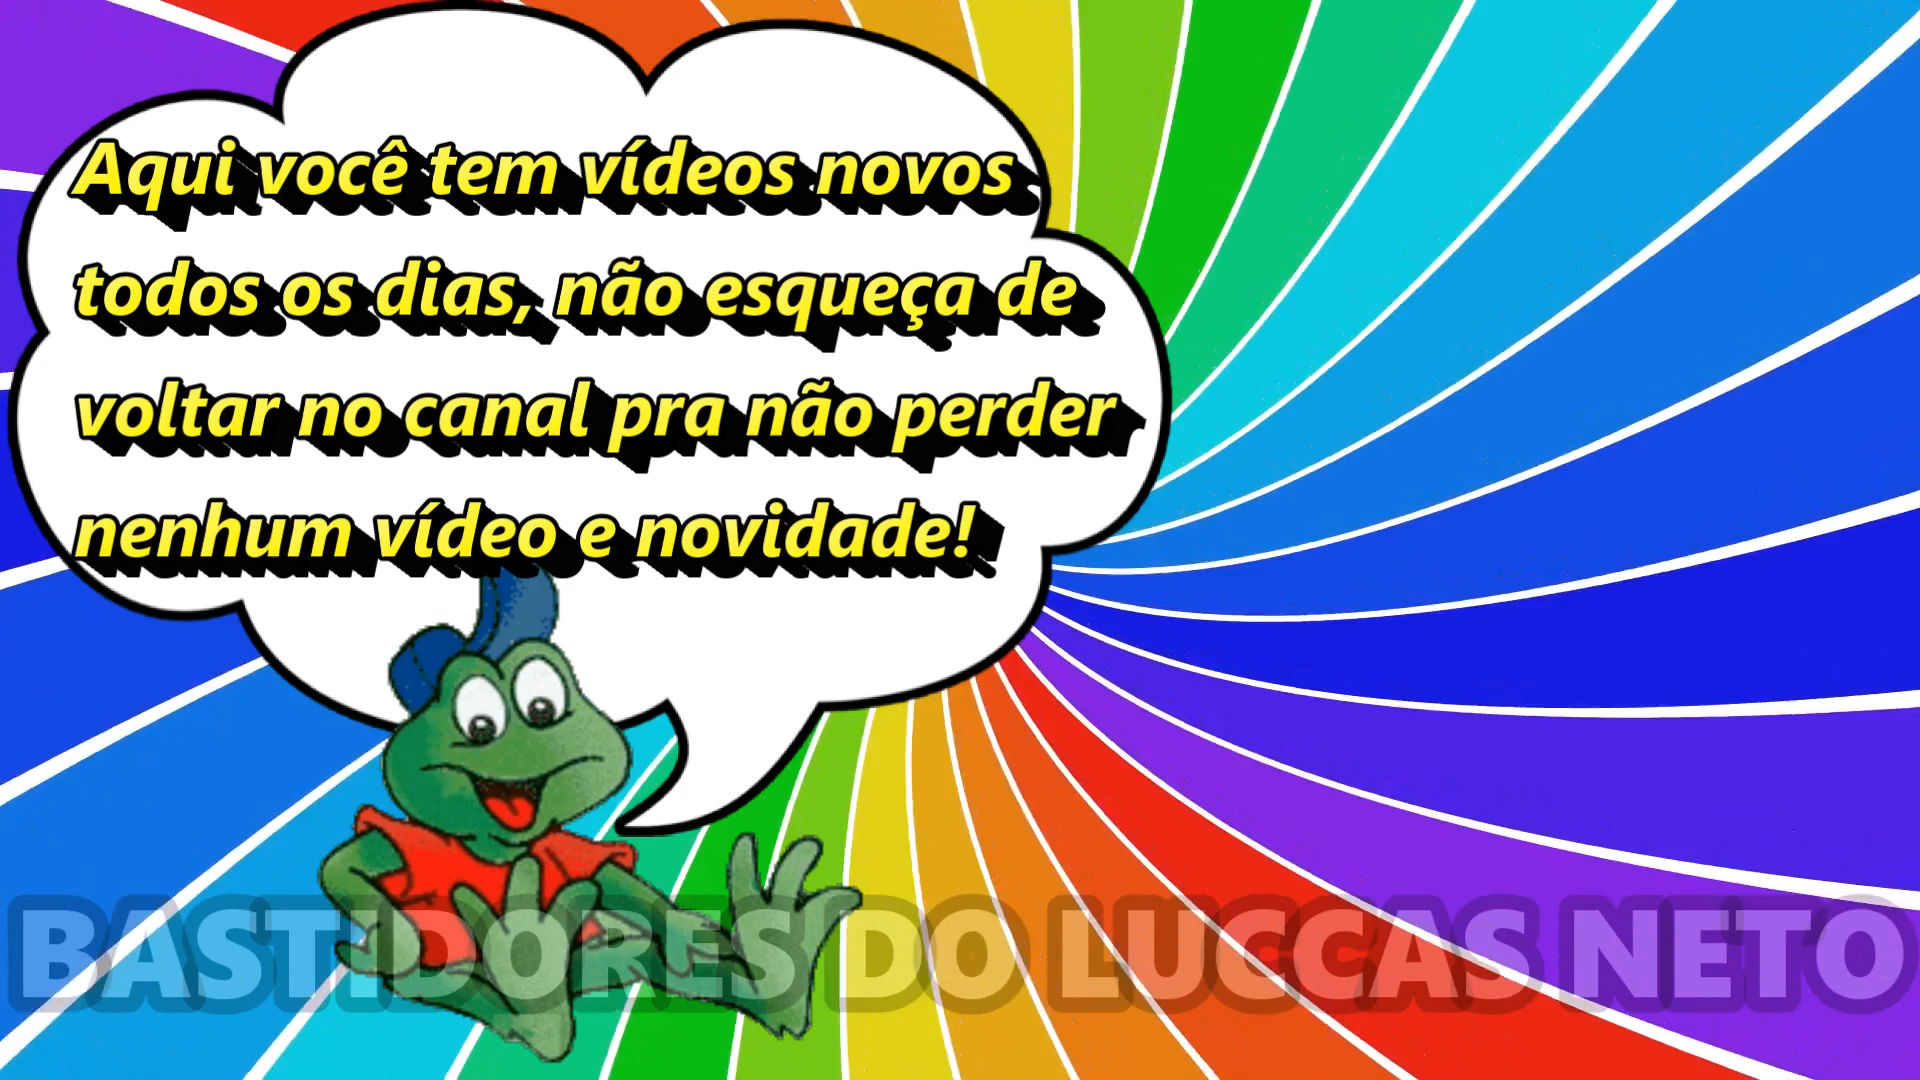 Aqui você tem vídeos novos
todos os dias, não esqueça de
voltar no canal pra não perder
nenhum vídeo e novidade!
BASTIDORES DO LUCCAS NETO